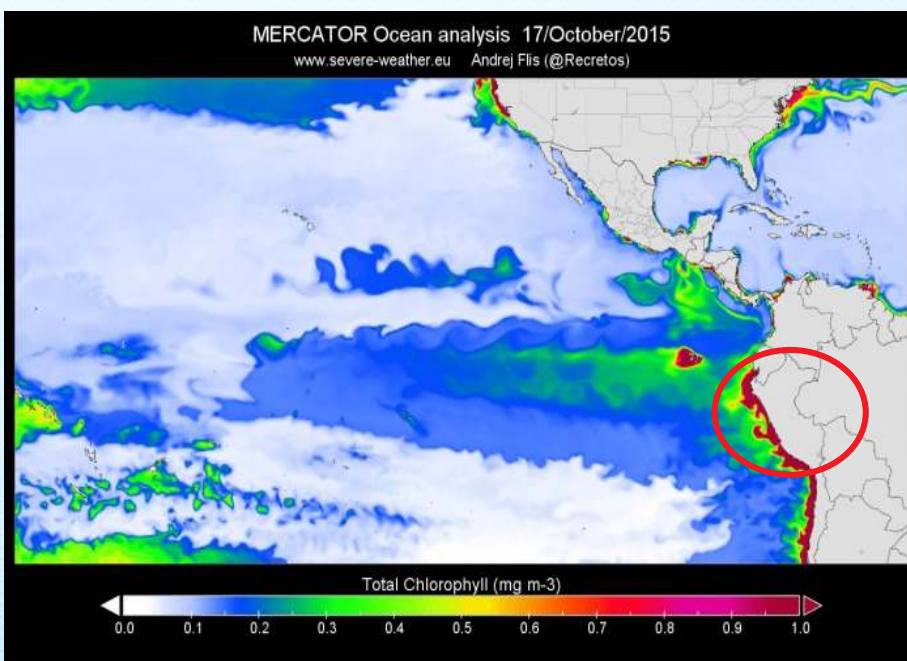 MERCATOR Ocean analysis 17/October/2015
www.severe-weather.eu Andrej Flis (@Recretos)
Total Chlorophyll (mg m-3)
0.0 0.1 0.2 0.3 0.4 0.5 0.6 0.7 0.8 0.9 1.0